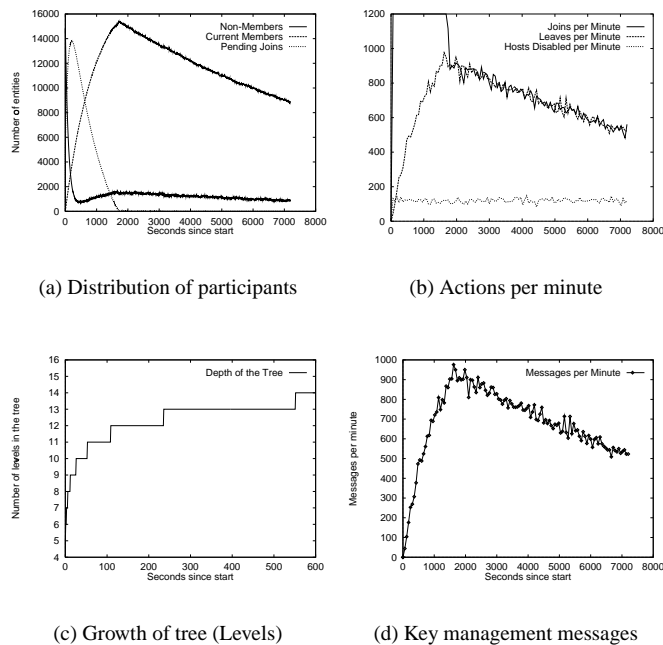 Number of entities
16000
14000
12000
10000
8000
6000
4000
2000
0
Non-Members
Current Members
Pending Joins
0 1000 2000 3000 4000 5000 6000 7000 8000
Seconds since start
(a) Distribution of participants
1200
1000
800
600
400
200
0
Joins per Minute
Leaves per Minute
Hosts Disabled per Minute
0 1000 2000 3000 4000 5000 6000 7000 8000
Seconds since start
(b) Actions per minute
Number of levels in the tree
16
15
14
13
12
11
10
9
8
7
6
5
4
Depth of the Tree
0 100 200 300 400 500 600
Seconds since start
(c) Growth of tree (Levels)
Messages per minute
1000
900
800
700
600
500
400
300
200
100
0
Messages per Minute
0 1000 2000 3000 4000 5000 6000 7000 8000
Seconds since start
(d) Key management messages